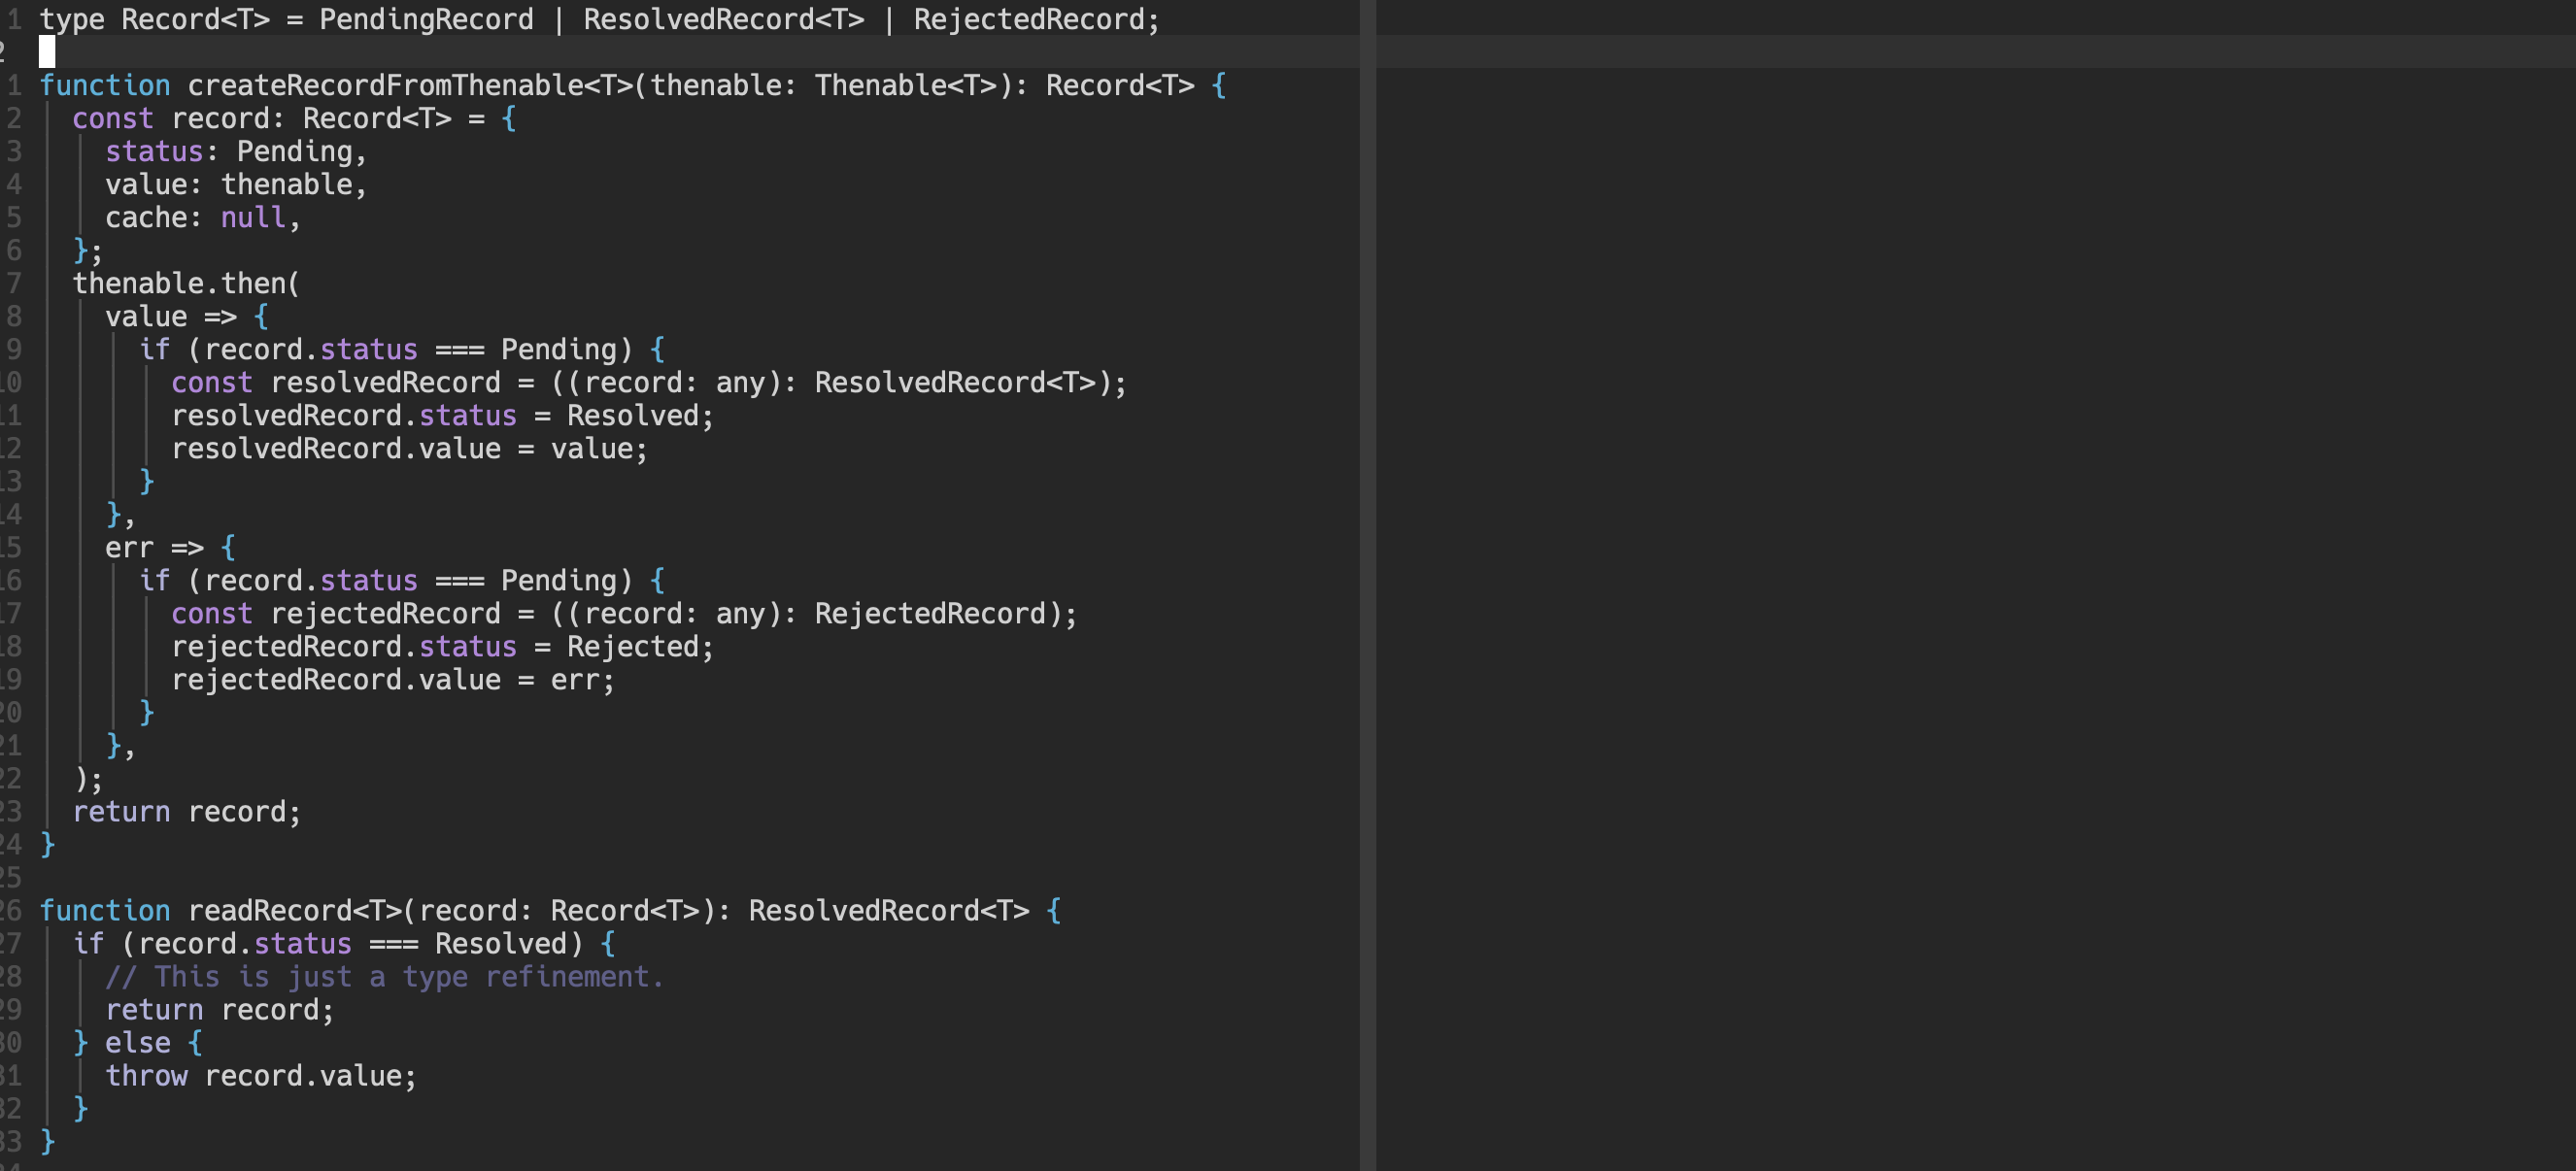 1 type Record<T> = PendingRecord | ResolvedRecord<T> | RejectedRecord;
2
1 function createRecordFromThenable<T>(thenable: Thenable<T>): Record<T> {
2   const record: Record<T> = {
3     status: Pending,
4     value: thenable,
5     cache: null,
6   };
7   thenable.then(
8     value => {
9       if (record.status === Pending) {
10         const resolvedRecord = ((record: any): ResolvedRecord<T>);
11         resolvedRecord.status = Resolved;
12         resolvedRecord.value = value;
13       }
14     },
15     err => {
16       if (record.status === Pending) {
17         const rejectedRecord = ((record: any): RejectedRecord);
18         rejectedRecord.status = Rejected;
19         rejectedRecord.value = err;
20       }
21     },
22   );
23   return record;
24 }
25
26 function readRecord<T>(record: Record<T>): ResolvedRecord<T> {
27   if (record.status === Resolved) {
28     // This is just a type refinement.
29     return record;
30   } else {
31     throw record.value;
32   }
33 }